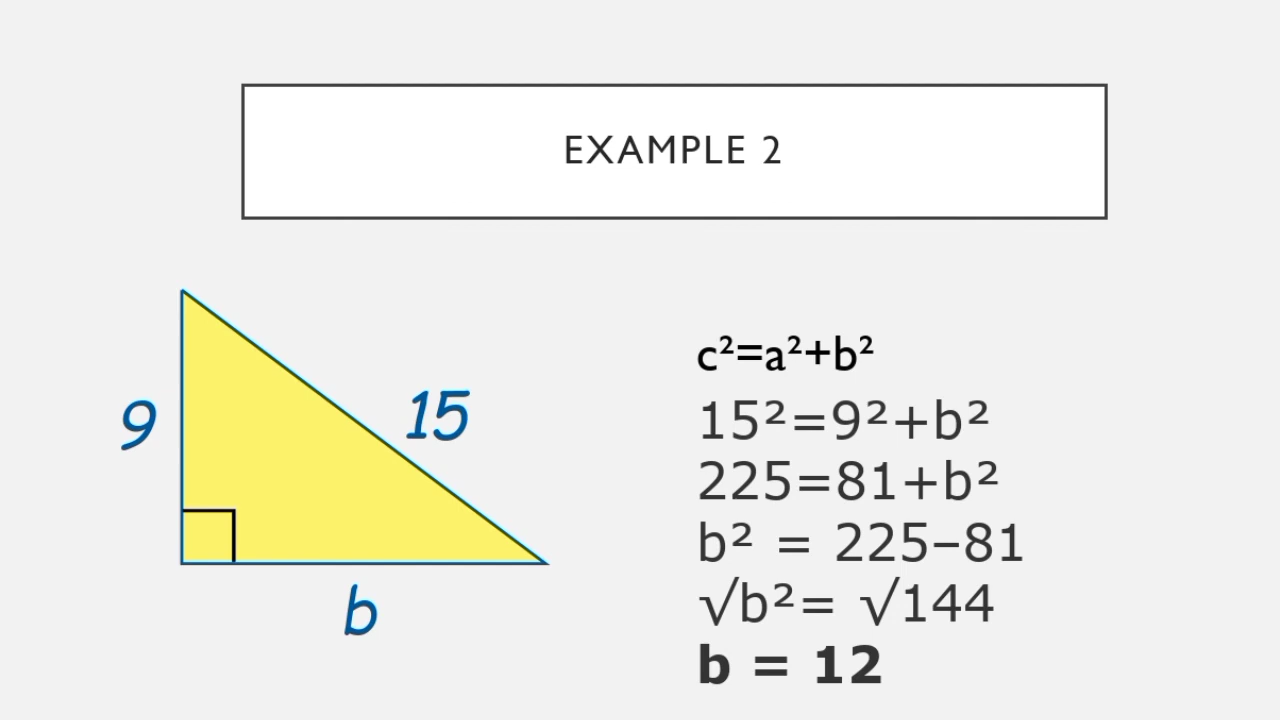 EXAMPLE 2
9
15
b
c²=a²+b²
15²=9²+b²
225=81+b²
b² = 225–81
√b²= √144
b = 12